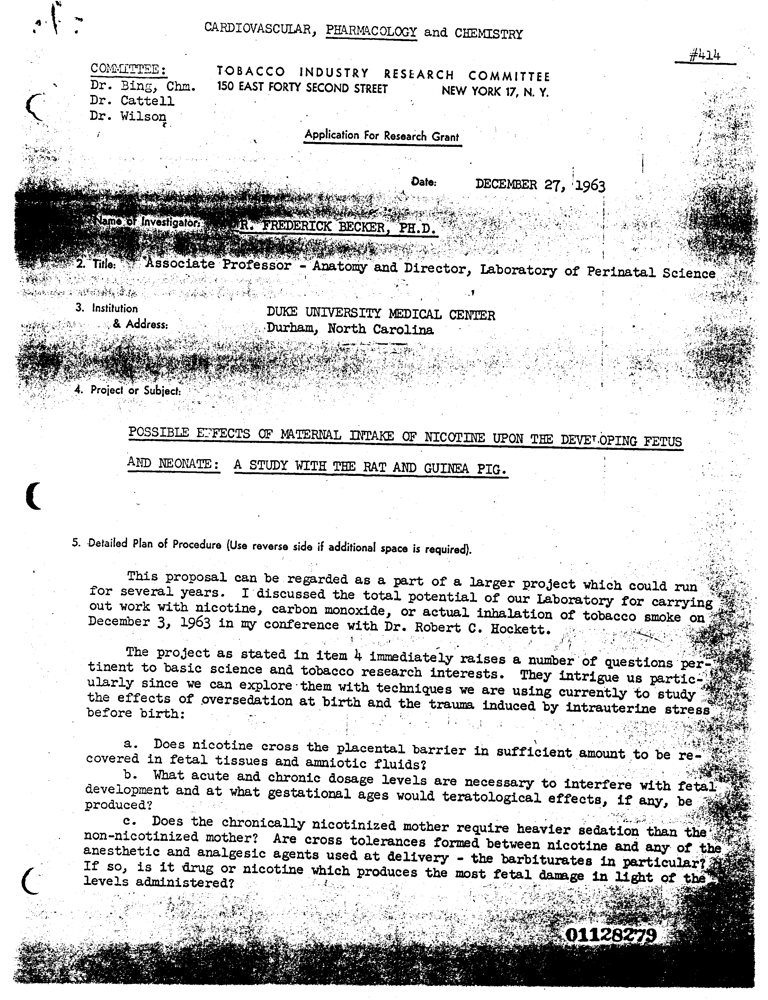 CARDIOVASCULAR, PHARMACOLOGY and CHEMISTRY
#414
COMMITTEE:
Dr. Bing, Chm.
Dr. Cattell
Dr. Wilson
TOBACCO INDUSTRY RESEARCH COMMITTEE
150 EAST FORTY SECOND STREET NEW YORK 17, N. Y.
Application For Research Grant
Date: DECEMBER 27, 1963
Name of Investigator: DR. FREDERICK BECKER, PH.D.
2. Title: Associate Professor - Anatomy and Director, Laboratory of Perinatal Science
3. Institution
& Address:
DUKE UNIVERSITY MEDICAL CENTER
Durham, North Carolina
4. Project or Subject:
POSSIBLE EFFECTS OF MATERNAL INTAKE OF NICOTINE UPON THE DEVELOPING FETUS
AND NEONATE: A STUDY WITH THE RAT AND GUINEA PIG.
5. Detailed Plan of Procedure (Use reverse side if additional space is required).
This proposal can be regarded as a part of a larger project which could run
for several years. I discussed the total potential of our Laboratory for carrying
out work with nicotine, carbon monoxide, or actual inhalation of tobacco smoke on
December 3, 1963 in my conference with Dr. Robert C. Hockett.
The project as stated in item 4 immediately raises a number of questions per-
tinent to basic science and tobacco research interests. They intrigue us partic-
ularly since we can explore them with techniques we are using currently to study
the effects of oversedation at birth and the trauma induced by intrauterine stress
before birth:
a. Does nicotine cross the placental barrier in sufficient amount to be re-
covered in fetal tissues and amniotic fluids?
b. What acute and chronic dosage levels are necessary to interfere with fetal
development and at what gestational ages would teratological effects, if any, be
produced?
c. Does the chronically nicotinized mother require heavier sedation than the
non-nicotinized mother? Are cross tolerances formed between nicotine and any of the
anesthetic and analgesic agents used at delivery - the barbiturates in particular?
If so, is it drug or nicotine which produces the most fetal damage in light of the
levels administered?
01128279